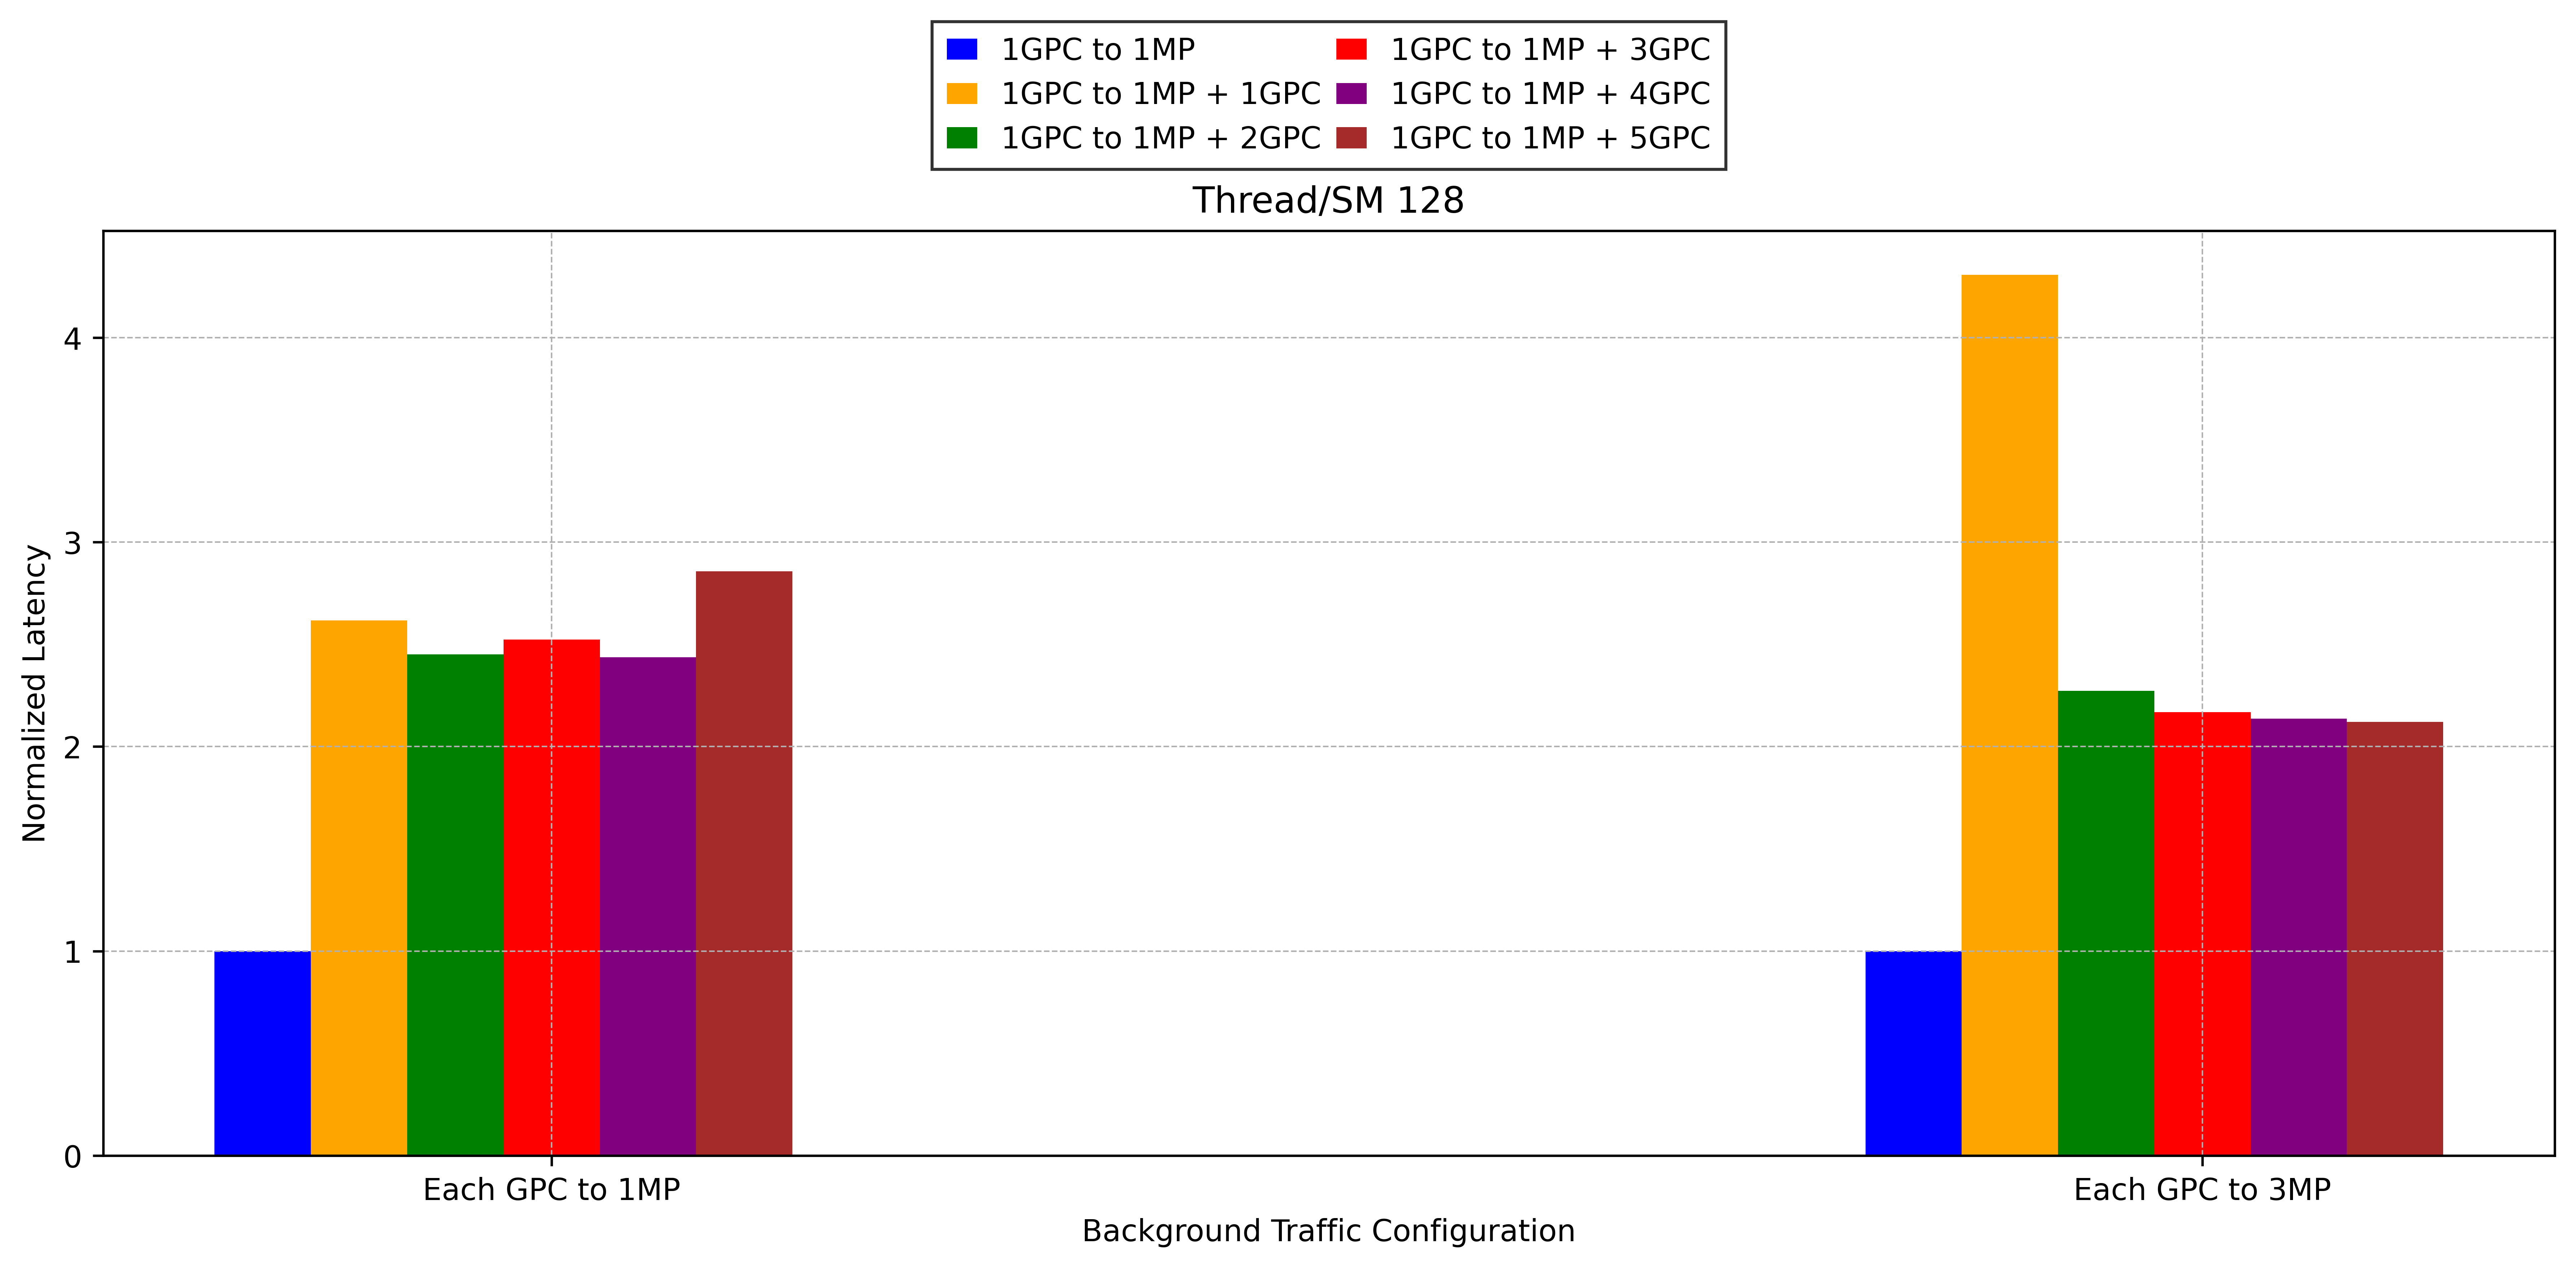 1GPC to 1MP
1GPC to 1MP + 1GPC
1GPC to 1MP + 2GPC
1GPC to 1MP + 3GPC
1GPC to 1MP + 4GPC
1GPC to 1MP + 5GPC
Thread/SM 128
Normalized Latency
4
3
2
1
0
Each GPC to 1MP
Each GPC to 3MP
Background Traffic Configuration